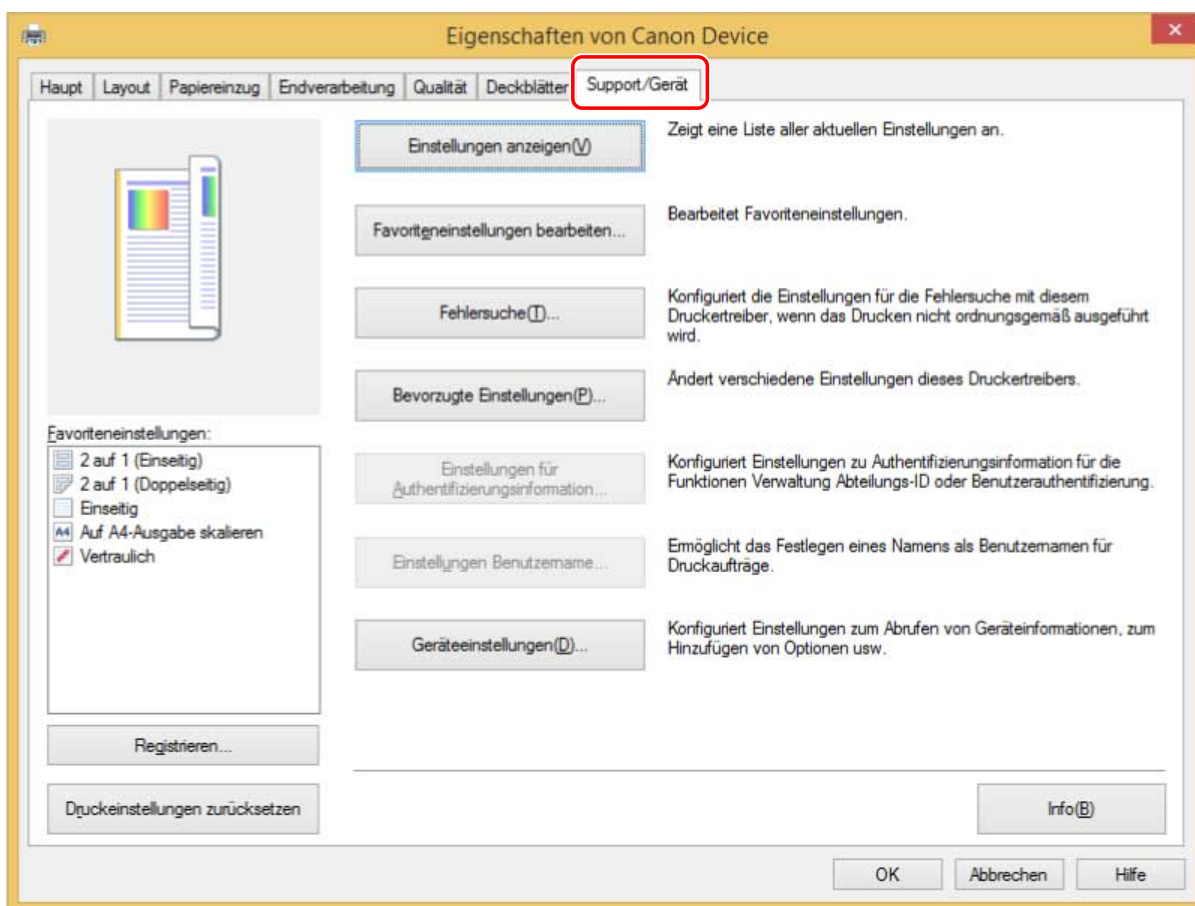 Eigenschaften von Canon Device
Haupt Layout Papiereinzug Endverarbeitung Qualität Deckblätter Support/Gerät
Einstellungen anzeigen(V)
Zeigt eine Liste aller aktuellen Einstellungen an.
Favoriteneinstellungen bearbeiten...
Bearbeitet Favoriteneinstellungen.
Fehlersuche(T)...
Konfiguriert die Einstellungen für die Fehlersuche mit diesem
Druckertreiber, wenn das Drucken nicht ordnungsgemäß ausgeführt
wird.
Bevorzugte Einstellungen(P)...
Ändert verschiedene Einstellungen dieses Druckertreibers.
Einstellungen für
Authentifizierungsinformation...
Konfiguriert Einstellungen zu Authentifizierungsinformation für die
Funktionen Verwaltung Abteilungs-ID oder Benutzerauthentifizierung.
Einstellungen Benutzername...
Ermöglicht das Festlegen eines Namens als Benutzernamen für
Druckaufträge.
Geräteeinstellungen(D)...
Konfiguriert Einstellungen zum Abrufen von Geräteinformationen, zum
Hinzufügen von Optionen usw.
Favoriteneinstellungen:
2 auf 1 (Einseitig)
2 auf 1 (Doppelseitig)
Einseitig
A4 Auf A4-Ausgabe skalieren
Vertraulich
Registrieren...
Druckeinstellungen zurücksetzen
Info(B)
OK Abbrechen Hilfe